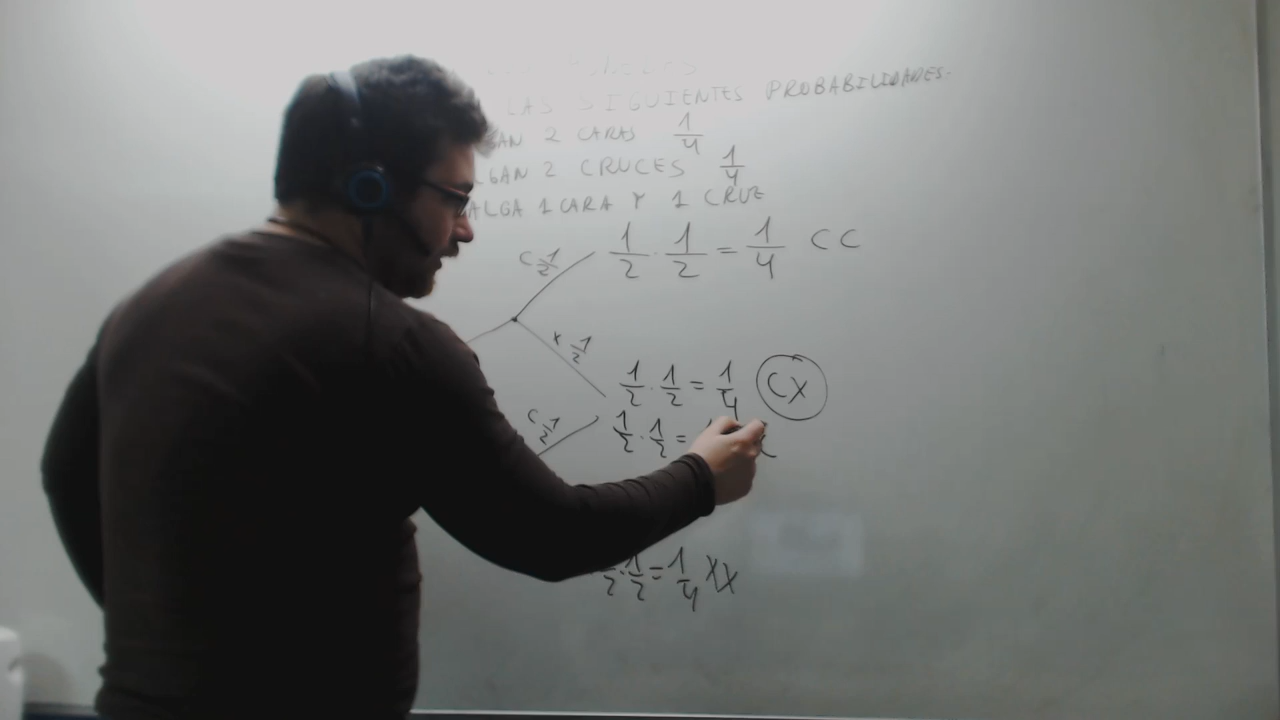 LAS SIGUIENTES PROBABILIDADES.
GAN 2 CARAS 1/4
LGAN 2 CRUCES 1/4
ALGA 1 CARA Y 1 CRUZ
C 1/2
1/2 · 1/2 = 1/4 CC
X 1/2
1/2 · 1/2 = 1/4 CX
C 1/2
1/2 · 1/2 =
1/2 · 1/2 = 1/4 XX